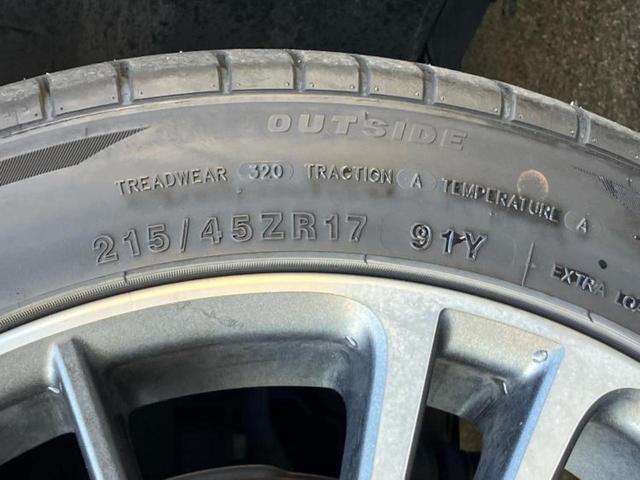 OUTSIDE
TREADWEAR 320 TRACTION A TEMPERATURE A
215/45ZR17 91Y
EXTRA